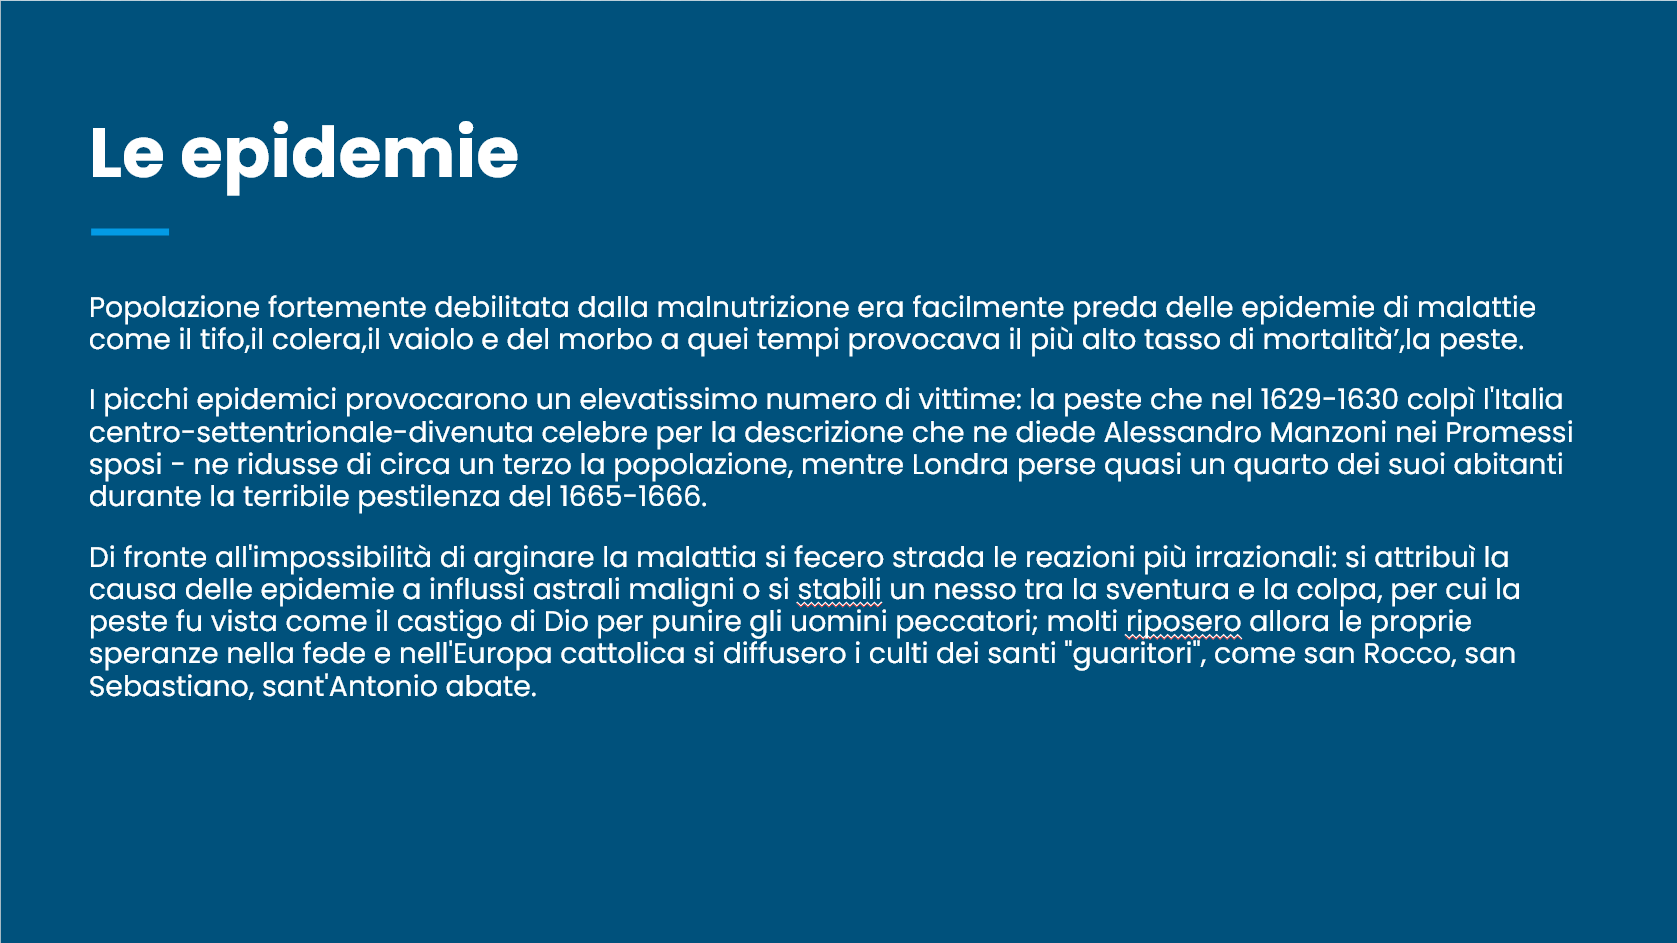 Le epidemie
Popolazione fortemente debilitata dalla malnutrizione era facilmente preda delle epidemie di malattie
come il tifo,il colera,il vaiolo e del morbo a quei tempi provocava il più alto tasso di mortalità’,la peste.
I picchi epidemici provocarono un elevatissimo numero di vittime: la peste che nel 1629-1630 colpì l'Italia
centro-settentrionale-divenuta celebre per la descrizione che ne diede Alessandro Manzoni nei Promessi
sposi - ne ridusse di circa un terzo la popolazione, mentre Londra perse quasi un quarto dei suoi abitanti
durante la terribile pestilenza del 1665-1666.
Di fronte all'impossibilità di arginare la malattia si fecero strada le reazioni più irrazionali: si attribuì la
causa delle epidemie a influssi astrali maligni o si stabili un nesso tra la sventura e la colpa, per cui la
peste fu vista come il castigo di Dio per punire gli uomini peccatori; molti riposero allora le proprie
speranze nella fede e nell'Europa cattolica si diffusero i culti dei santi "guaritori", come san Rocco, san
Sebastiano, sant'Antonio abate.